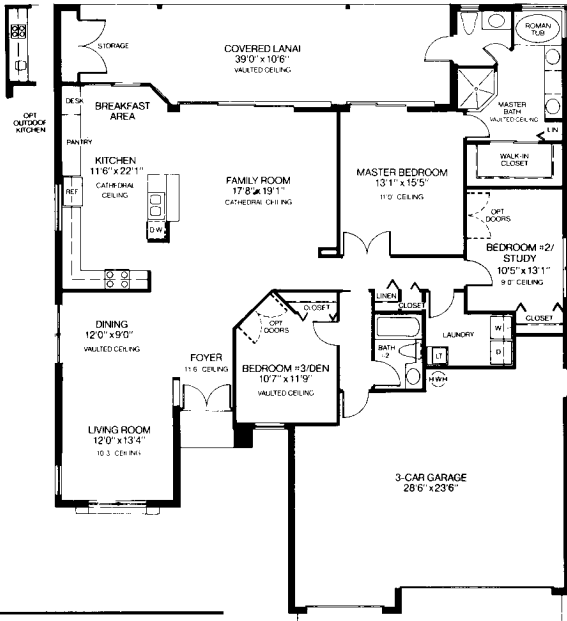 OPT
OUTDOOR
KITCHEN
STORAGE
COVERED LANAI
39'0" x 10'6"
VAULTED CEILING
ROMAN
TUB
MASTER
BATH
VAULTED CEILING
LIN
WALK-IN
CLOSET
DESK
BREAKFAST
AREA
PANTRY
KITCHEN
11'6" x 22'1"
CATHEDRAL
CEILING
REF
D.W
FAMILY ROOM
17'8" x 19'1"
CATHEDRAL CEILING
MASTER BEDROOM
13'1" x 15'5"
11'0" CEILING
OPT
DOORS
BEDROOM #2/
STUDY
10'5" x 13'1"
9'0" CEILING
CLOSET
LINEN
CLOSET
LAUNDRY
W
D
LT
HWH
BATH
#2
CLOSET
OPT
DOORS
BEDROOM #3/DEN
10'7" x 11'9"
VAULTED CEILING
DINING
12'0" x 9'0"
VAULTED CEILING
FOYER
11'6" CEILING
LIVING ROOM
12'0" x 13'4"
10'3" CEILING
3-CAR GARAGE
28'6" x 23'6"